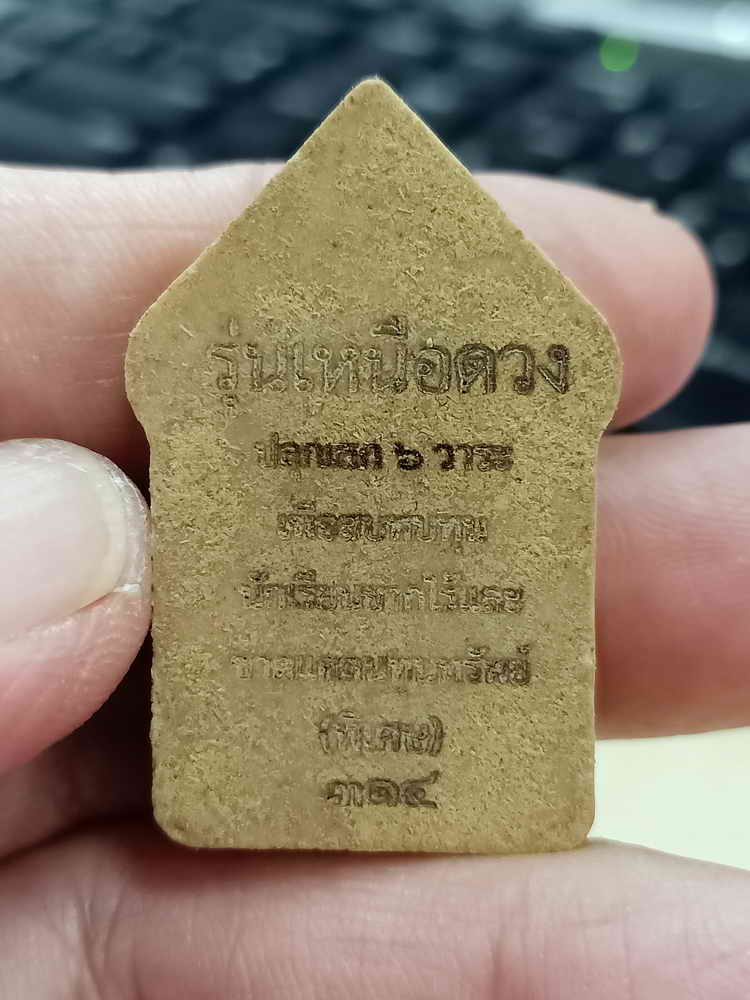 รุ่นเหนือดวง
ปลุกเสก ๖ วาระ
เพื่อสมทบทุน
นักเรียนยากไร้และ
ขาดแคลนทุนทรัพย์
(พิเศษ)
๓๑๔